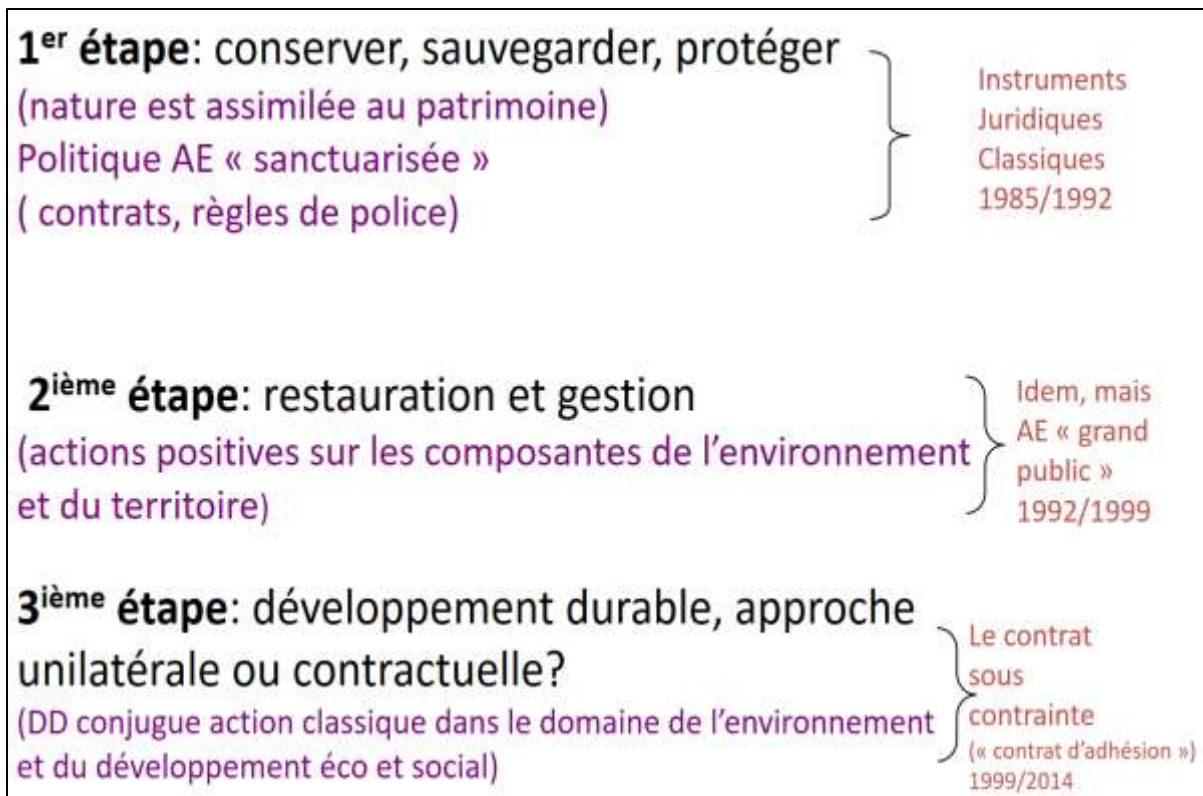 1er étape: conserver, sauvegarder, protéger
(nature est assimilée au patrimoine)
Politique AE « sanctuarisée »
( contrats, règles de police)
Instruments
Juridiques
Classiques
1985/1992
2ième étape: restauration et gestion
(actions positives sur les composantes de l’environnement
et du territoire)
Idem, mais
AE « grand
public »
1992/1999
3ième étape: développement durable, approche
unilatérale ou contractuelle?
(DD conjugue action classique dans le domaine de l’environnement
et du développement éco et social)
Le contrat
sous
contrainte
(« contrat d’adhésion »)
1999/2014